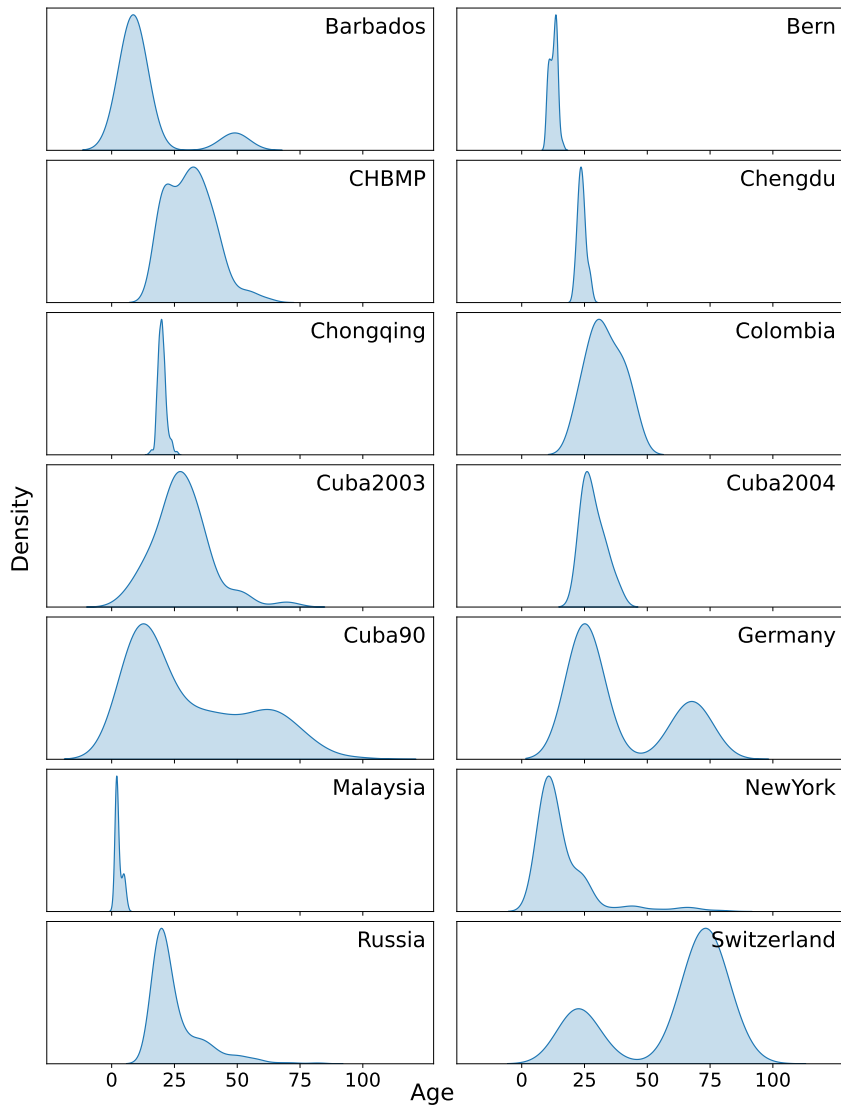 Barbados
Bern
CHBMP
Chengdu
Chongqing
Colombia
Cuba2003
Cuba2004
Density
Cuba90
Germany
Malaysia
NewYork
Russia
Switzerland
0 25 50 75 100
0 25 50 75 100
Age